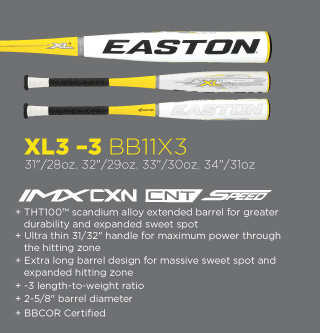 XL3
EASTON
XL3
EASTON
XL3 –3 BB11X3
31"/28oz, 32"/29oz, 33"/30oz, 34"/31oz
IMX CXN CNT SPEED
+ THT100™ scandium alloy extended barrel for greater
durability and expanded sweet spot
+ Ultra thin 31/32" handle for maximum power through
the hitting zone
+ Extra long barrel design for massive sweet spot and
expanded hitting zone
+ -3 length-to-weight ratio
+ 2-5/8" barrel diameter
+ BBCOR Certified